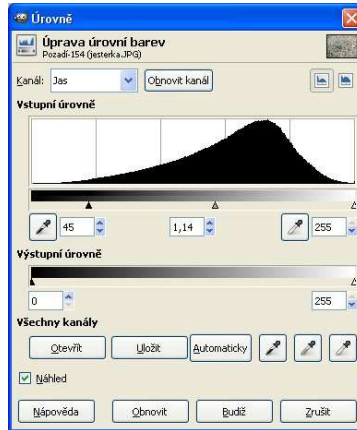 Úrovně
Úprava úrovní barev
Pozadí-154 (jesterka.JPG)
Kanál: Jas Obnovit kanál
Vstupní úrovně
45 1,14 255
Výstupní úrovně
0 255
Všechny kanály
Otevřít Uložit Automaticky
Náhled
Nápověda Obnovit Budiž Zrušit